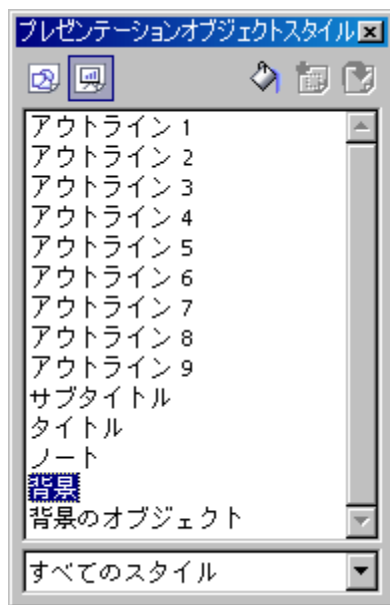 プレゼンテーションオブジェクトスタイル
アウトライン 1
アウトライン 2
アウトライン 3
アウトライン 4
アウトライン 5
アウトライン 6
アウトライン 7
アウトライン 8
アウトライン 9
サブタイトル
タイトル
ノート
背景
背景のオブジェクト
すべてのスタイル